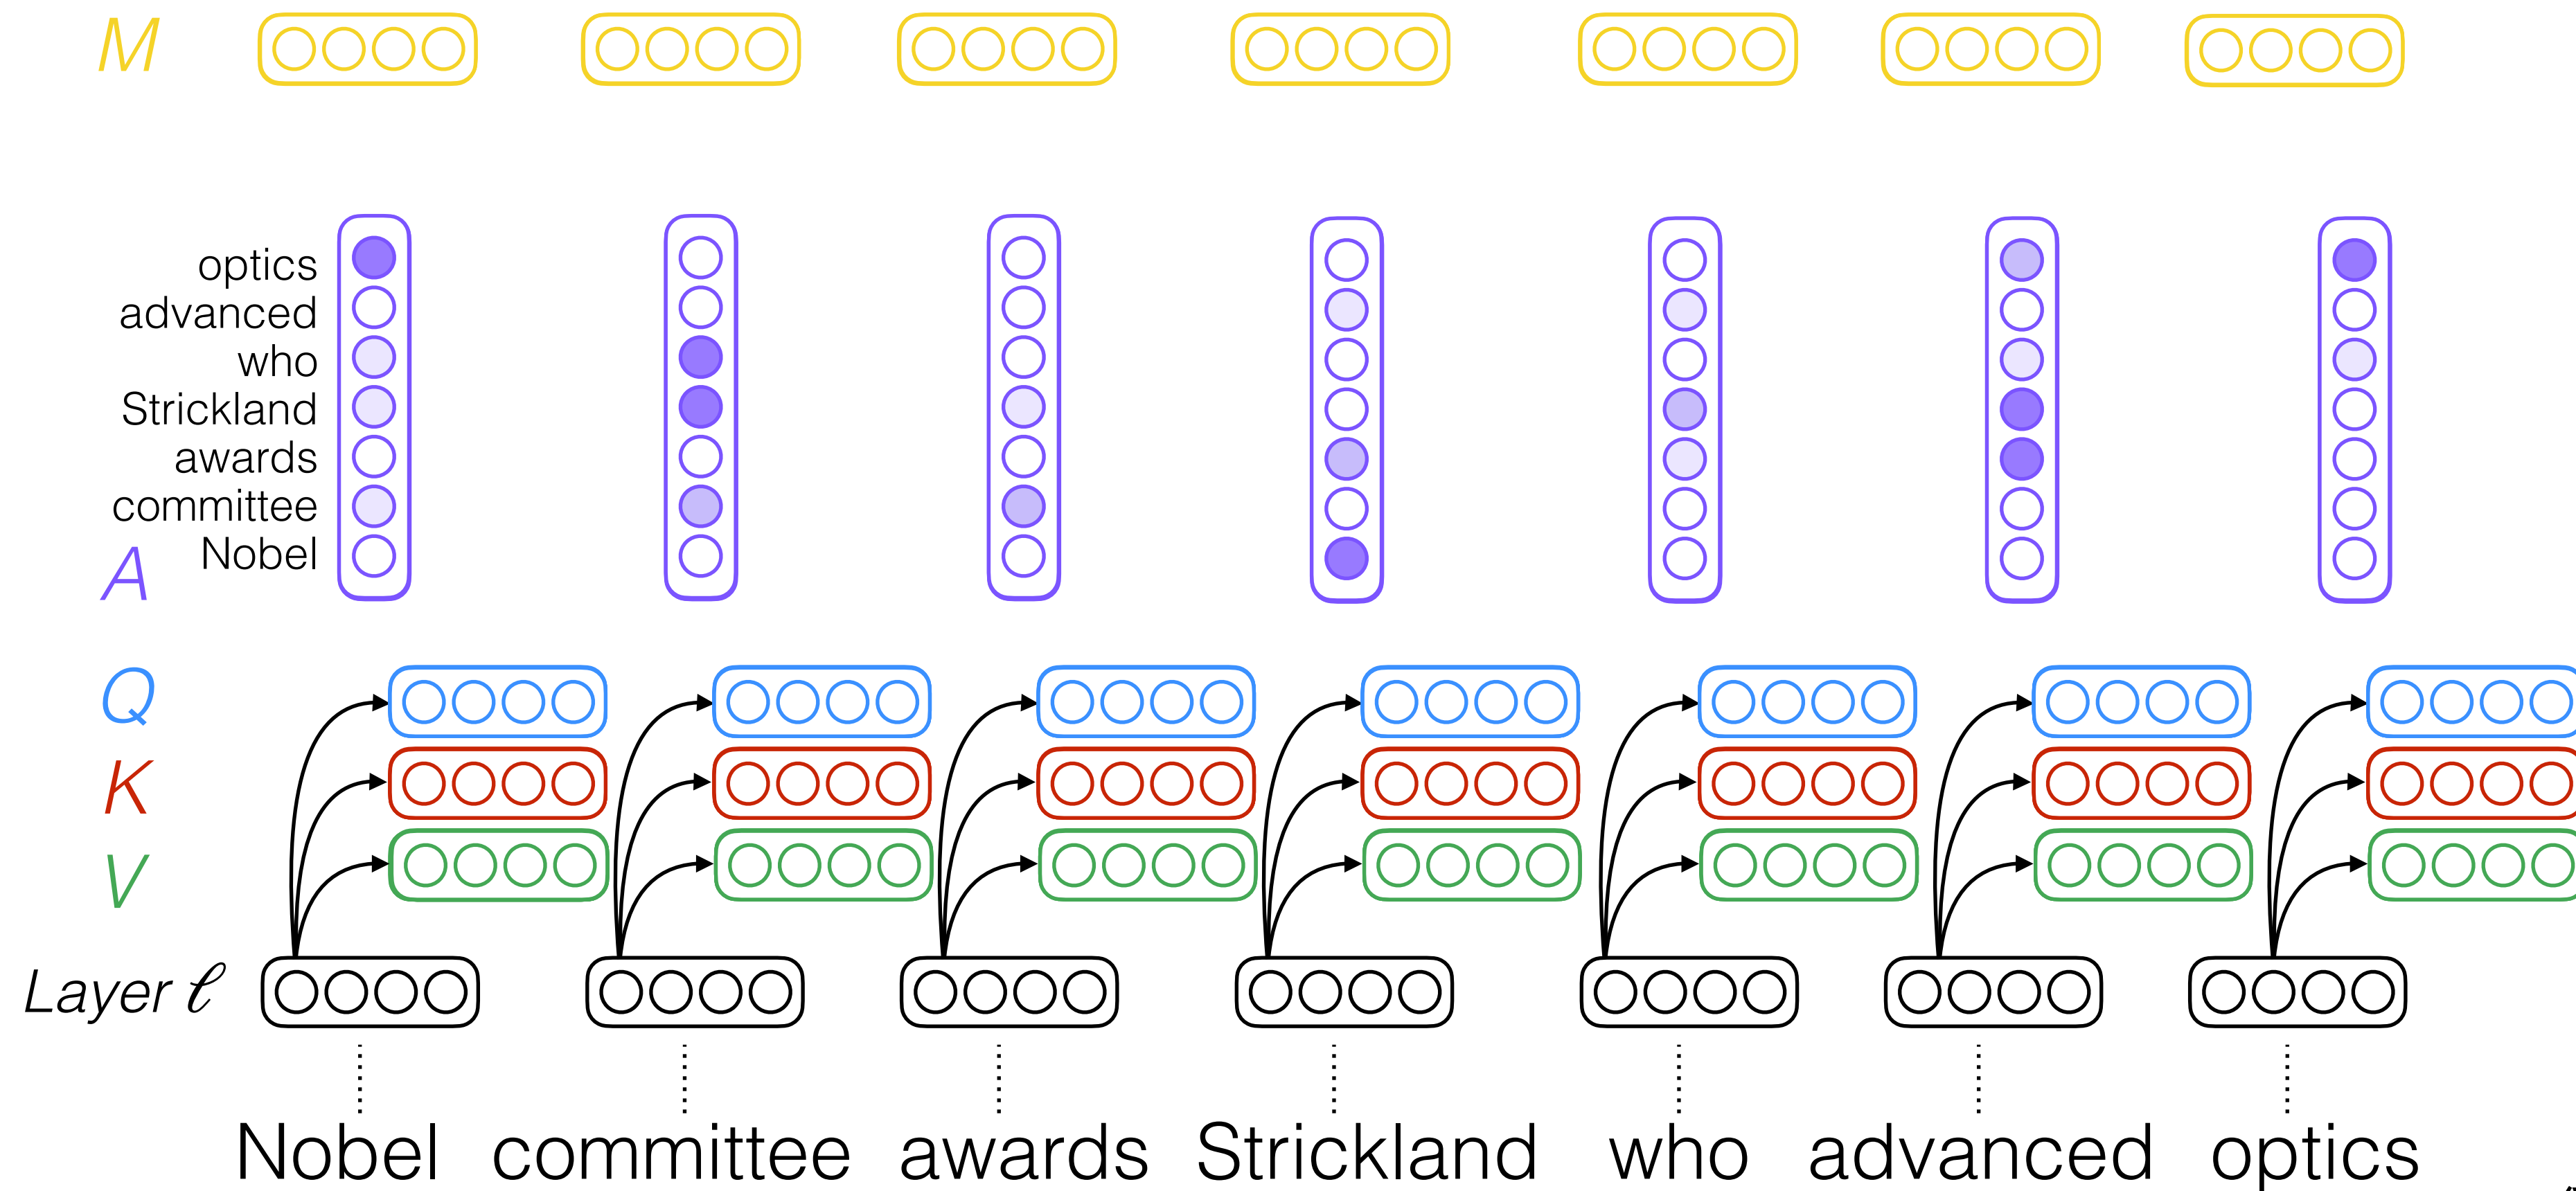 M
optics
advanced
who
Strickland
awards
committee
Nobel
A
Q
K
V
Layer ℓ
Nobel committee awards Strickland who advanced optics